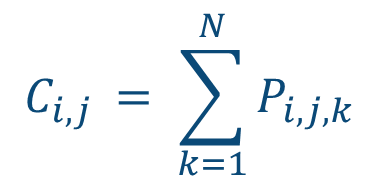 C_{i,j} = \sum_{k=1}^{N} P_{i,j,k}